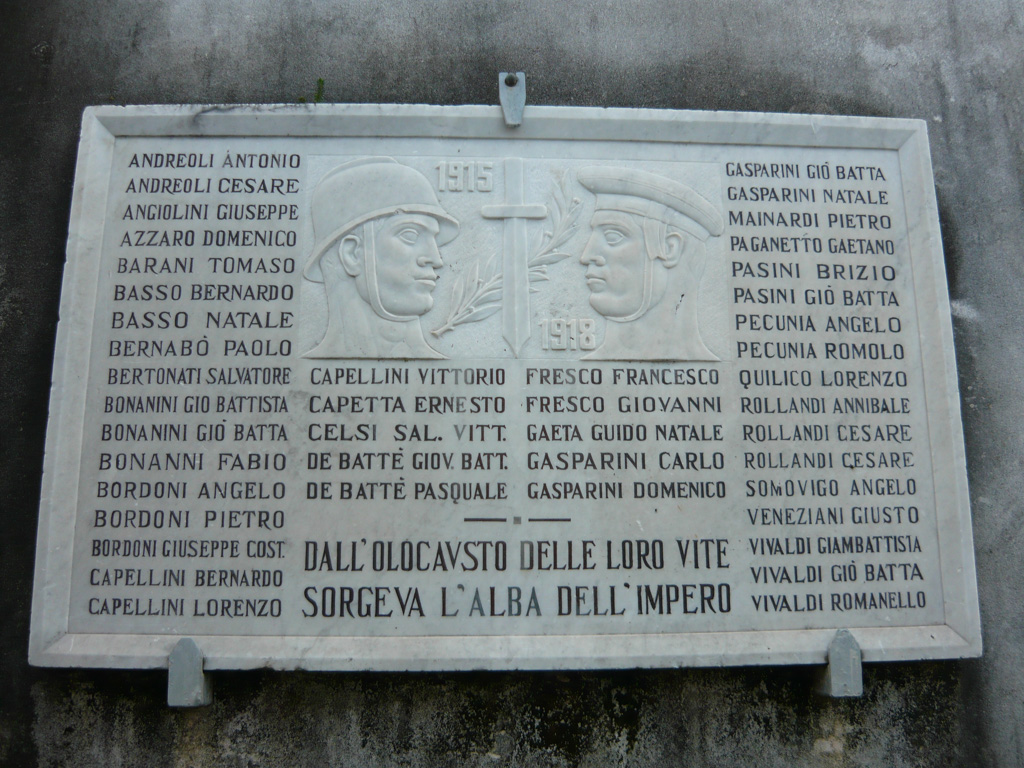 ANDREOLI ANTONIO
ANDREOLI CESARE
ANGIOLINI GIUSEPPE
AZZARO DOMENICO
BARANI TOMASO
BASSO BERNARDO
BASSO NATALE
BERNABÒ PAOLO
BERTONATI SALVATORE
BONANINI GIO BATTISTA
BONANINI GIÒ BATTA
BONANNI FABIO
BORDONI ANGELO
BORDONI PIETRO
BORDONI GIUSEPPE COST.
CAPELLINI BERNARDO
CAPELLINI LORENZO
1915
1918
CAPELLINI VITTORIO
CAPETTA ERNESTO
CELSI SAL. VITT.
DE BATTÈ GIOV. BATT.
DE BATTÈ PASQUALE
FRESCO FRANCESCO
FRESCO GIOVANNI
GAETA GUIDO NATALE
GASPARINI CARLO
GASPARINI DOMENICO
GASPARINI GIÒ BATTA
GASPARINI NATALE
MAINARDI PIETRO
PAGANETTO GAETANO
PASINI BRIZIO
PASINI GIÒ BATTA
PECUNIA ANGELO
PECUNIA ROMOLO
QUILICO LORENZO
ROLLANDI ANNIBALE
ROLLANDI CESARE
ROLLANDI CESARE
SOMOVIGO ANGELO
VENEZIANI GIUSTO
VIVALDI GIAMBATTISTA
VIVALDI GIÒ BATTA
VIVALDI ROMANELLO
DALL'OLOCAVSTO DELLE LORO VITE
SORGEVA L'ALBA DELL'IMPERO